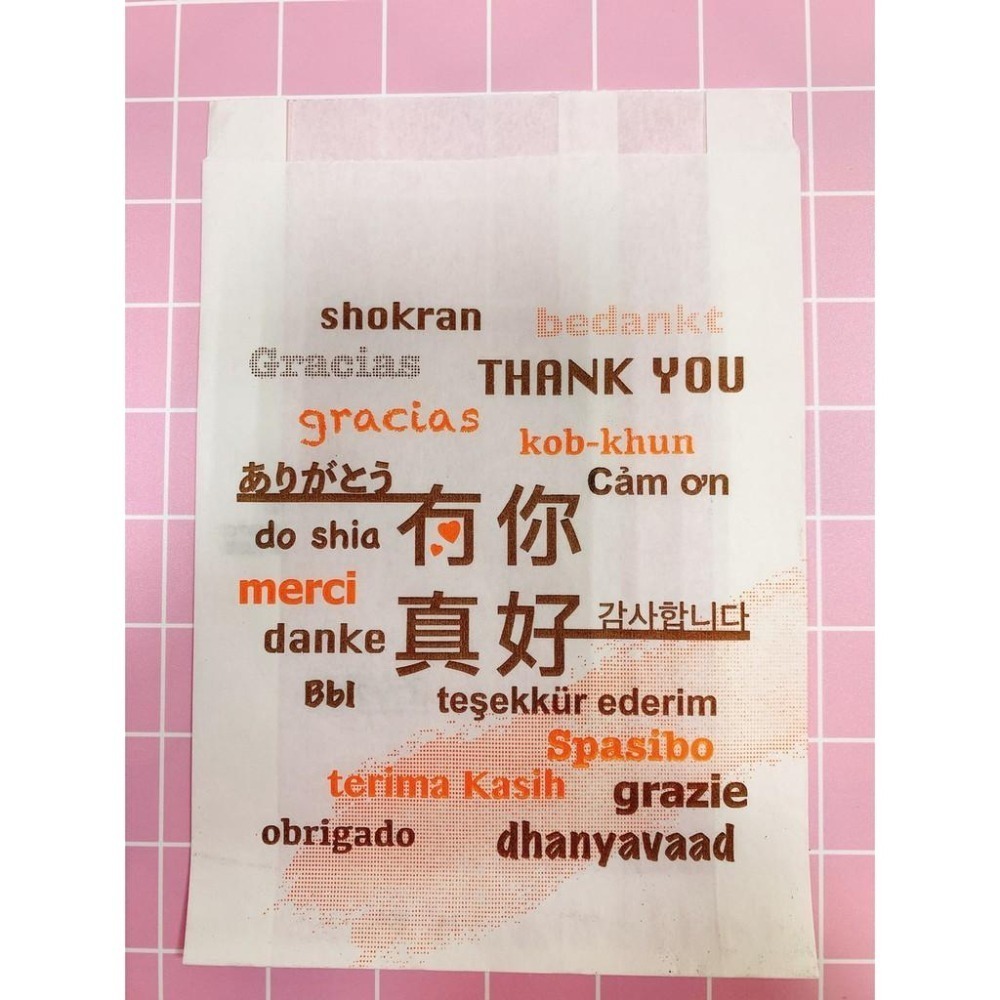 shokran
bedankt
Gracias
THANK YOU
gracias
kob-khun
ありがとう
Cảm ơn
有你
do shia
merci
真好
감사합니다
danke
Bbl
teşekkür ederim
Spasibo
terima Kasih
grazie
obrigado
dhanyavaad